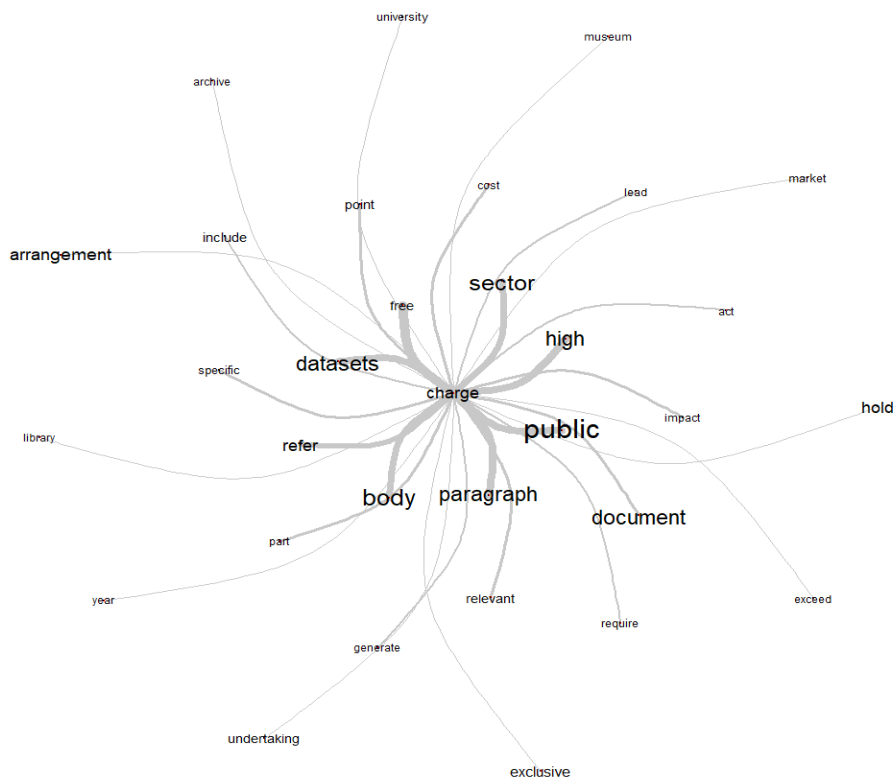 university
museum
archive
market
cost
lead
point
include
arrangement
sector
free
act
high
datasets
specific
charge
impact
hold
public
library
refer
body
paragraph
document
part
year
relevant
exceed
require
generate
undertaking
exclusive